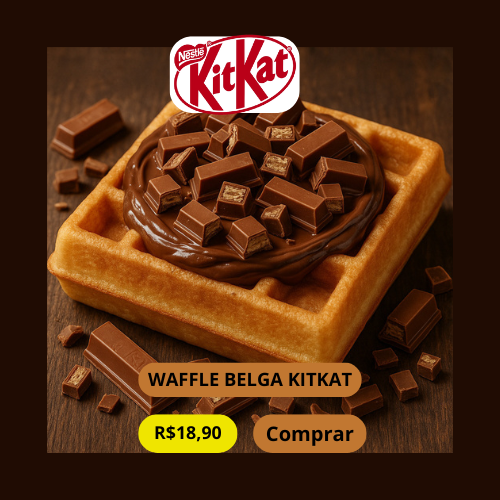 Nestlé
KitKat
WAFFLE BELGA KITKAT
R$18,90
Comprar